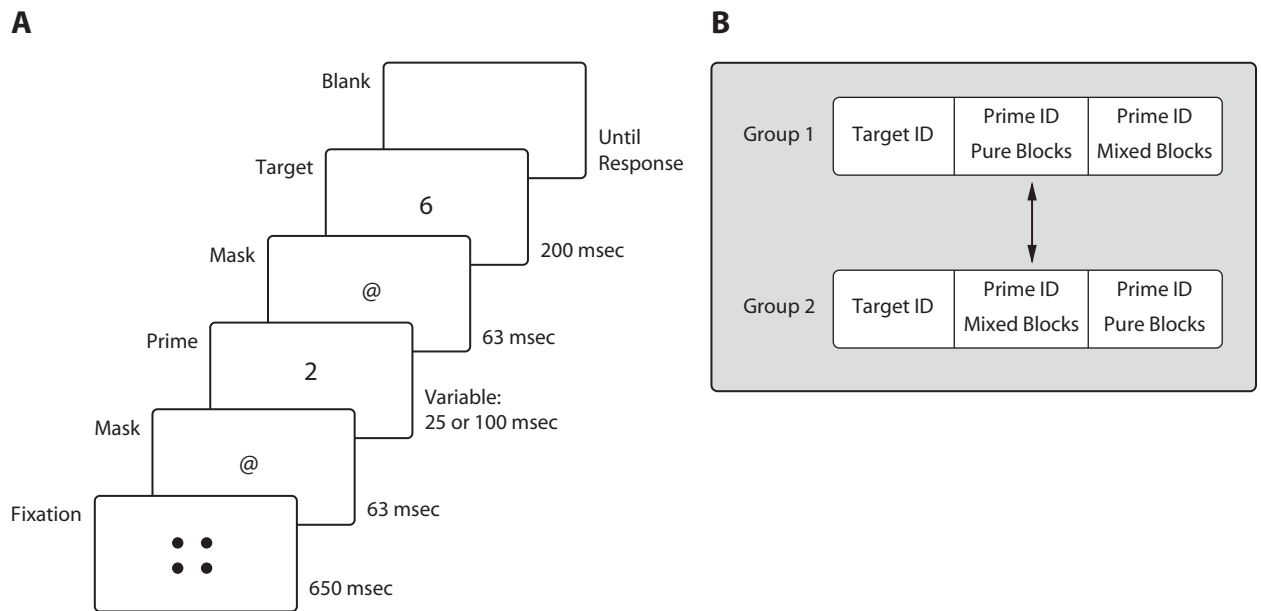 A
Blank
Until
Response
Target
6
200 msec
Mask
@
63 msec
Prime
2
Variable:
25 or 100 msec
Mask
@
63 msec
Fixation
650 msec
B
Group 1
Target ID
Prime ID
Pure Blocks
Prime ID
Mixed Blocks
Group 2
Target ID
Prime ID
Mixed Blocks
Prime ID
Pure Blocks